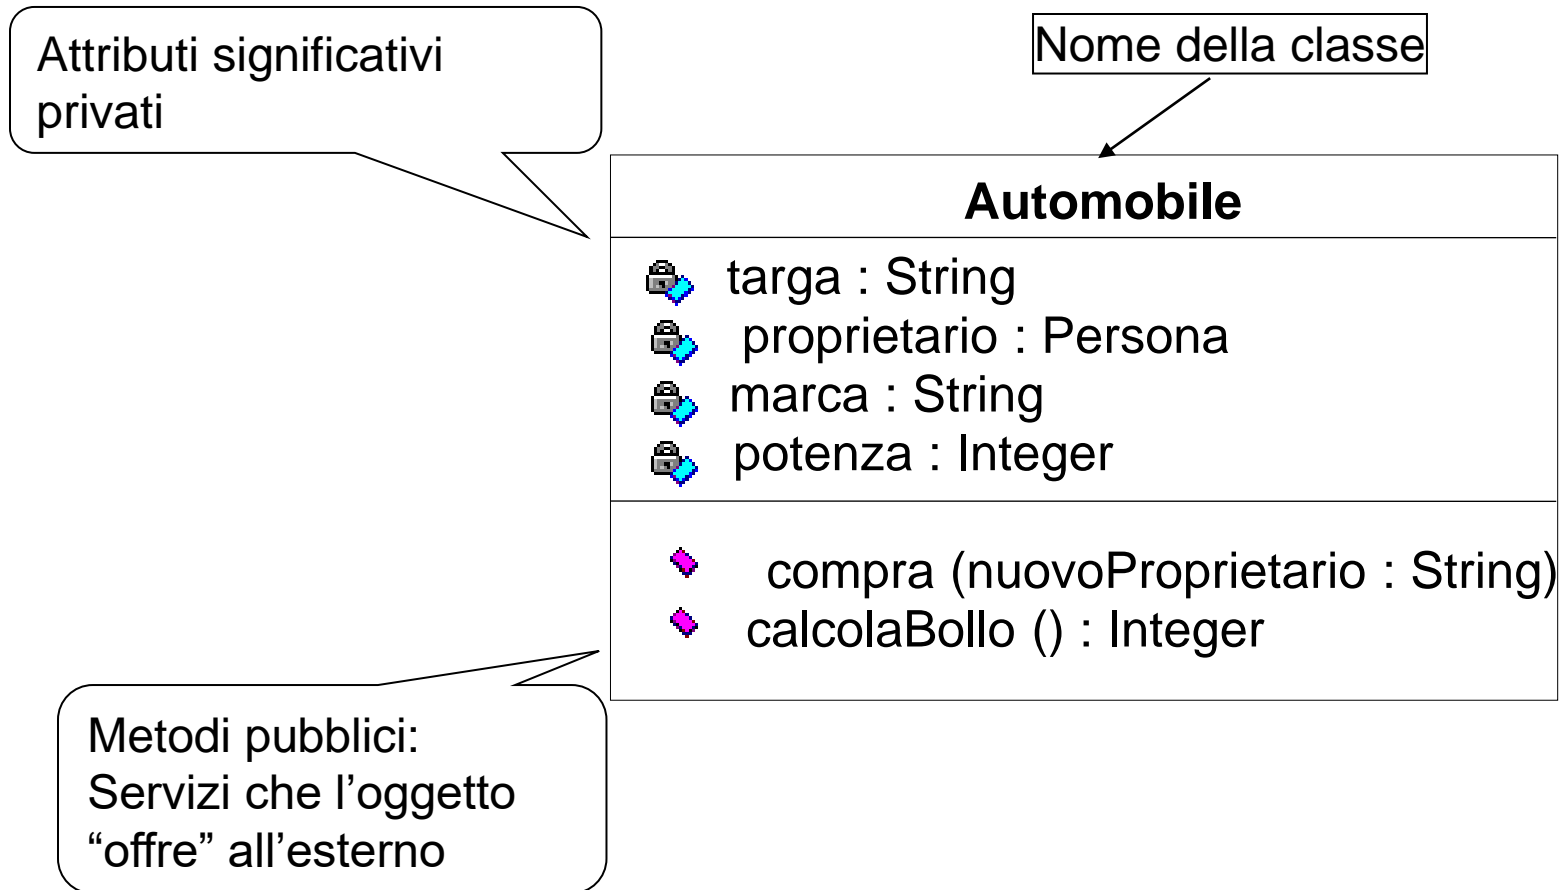 Attributi significativi
privati
Nome della classe
Automobile
targa : String
proprietario : Persona
marca : String
potenza : Integer
compra (nuovoProprietario : String)
calcolaBollo () : Integer
Metodi pubblici:
Servizi che l’oggetto
“offre” all’esterno